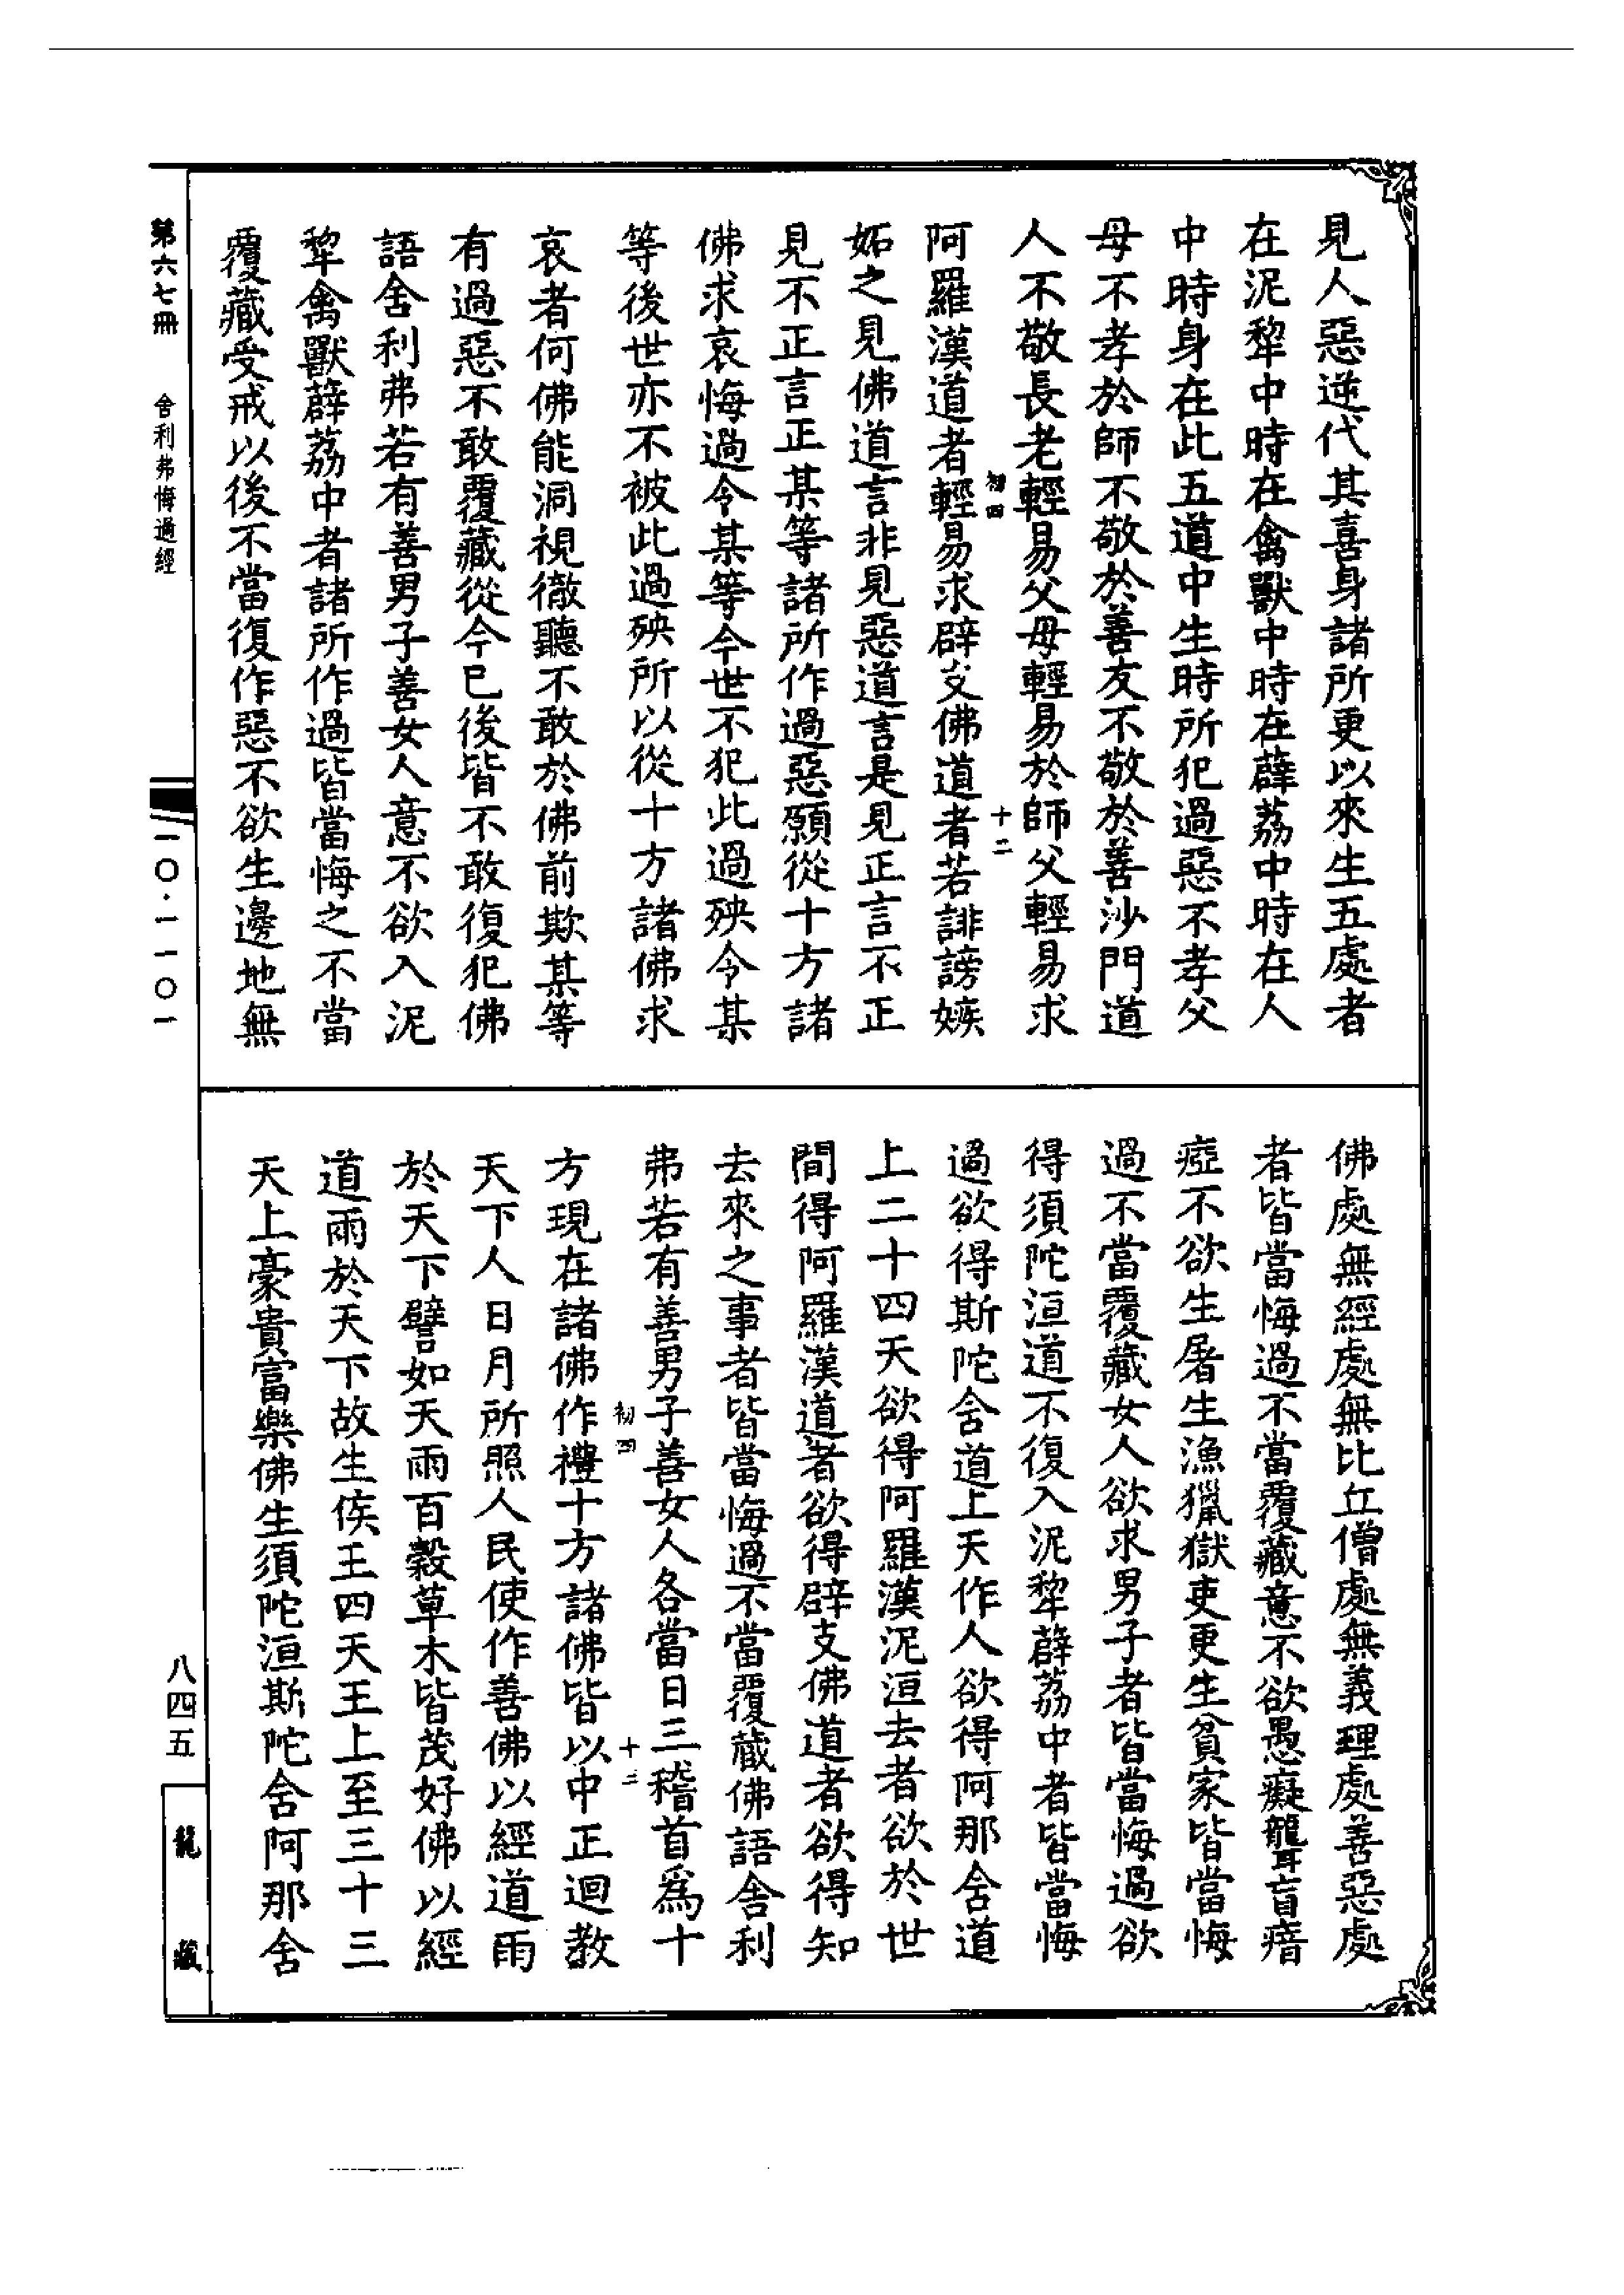 見人惡逆代其喜身諸所更以來生五處者
在泥犂中時在禽獸中時在薜荔中時在人
中時身在此五道中生時所犯過惡不孝父
母不孝於師不敬於善友不敬於善沙門道
人不敬長老輕易父母輕易於師父輕易求
初四 十二
阿羅漢道者輕易求辟支佛道者若誹謗嫉
妬之見佛道言非見惡道言是見正言不正
見不正言正某等諸所作過惡願從十方諸
佛求哀悔過令某等今世不犯此過殃令某
等後世亦不被此過殃所以從十方諸佛求
哀者何佛能洞視徹聽不敢於佛前欺某等
有過惡不敢覆藏從今已後皆不敢復犯佛
語舍利弗若有善男子善女人意不欲入泥
犂禽獸薜荔中者諸所作過皆當悔之不當
覆藏受戒以後不當復作惡不欲生邊地無
佛處無經處無比丘僧處無義理處善惡處
者皆當悔過不當覆藏意不欲愚癡聾盲瘖
瘂不欲生屠生漁獵獄吏更生貧家皆當悔
過不當覆藏女人欲求男子者皆當悔過欲
得須陀洹道不復入泥犂薜荔中者皆當悔
過欲得斯陀含道上天作人欲得阿那含道
上二十四天欲得阿羅漢泥洹去者欲於世
間得阿羅漢道者欲得辟支佛道者欲得知
去來之事者皆當悔過不當覆藏佛語舍利
弗若有善男子善女人各當日三稽首爲十
初四 十二
方現在諸佛作禮十方諸佛皆以中正迴教
天下人日月所照人民使作善佛以經道雨
於天下譬如天雨百穀草木皆茂好佛以經
道雨於天下故生侯王四天王上至三十三
天上豪貴富樂佛生須陀洹斯陀含阿那含
第六七冊 舍利弗悔過經
一〇·一一〇一
八四五
龍藏